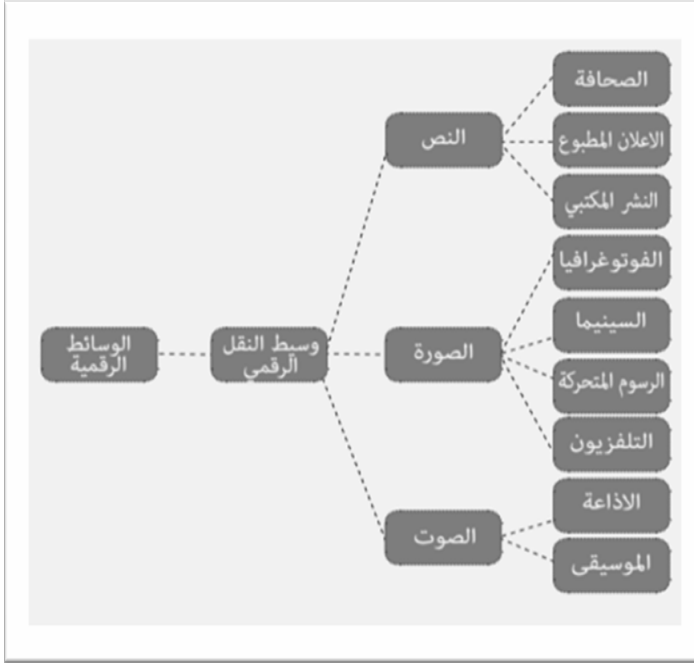 الصحافة
الاعلان المطبوع
النشر المكتبي
النص
الفوتوغرافيا
السينيما
الرسوم المتحركة
التلفزيون
الصورة
الاذاعة
الموسيقى
الصوت
وسيط النقل
الرقمي
الوسائط
الرقمية